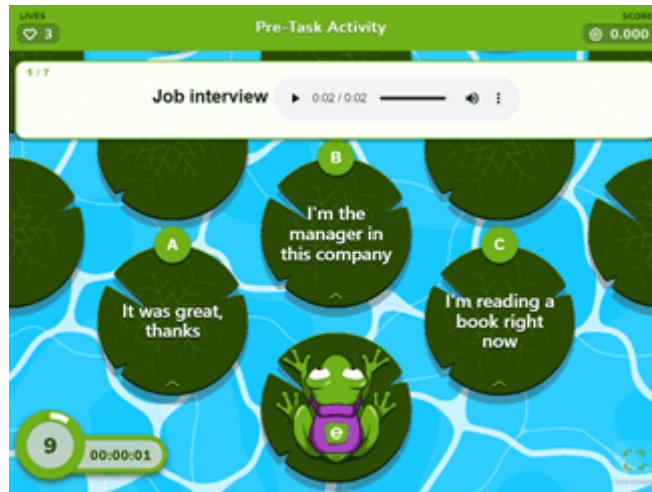 LIVES
3
Pre-Task Activity
SCORE
0.000
1 / 7
Job interview
0:02 / 0:02
B
I'm the
manager in
this company
A
It was great,
thanks
C
I'm reading a
book right
now
e
9
00:00:01